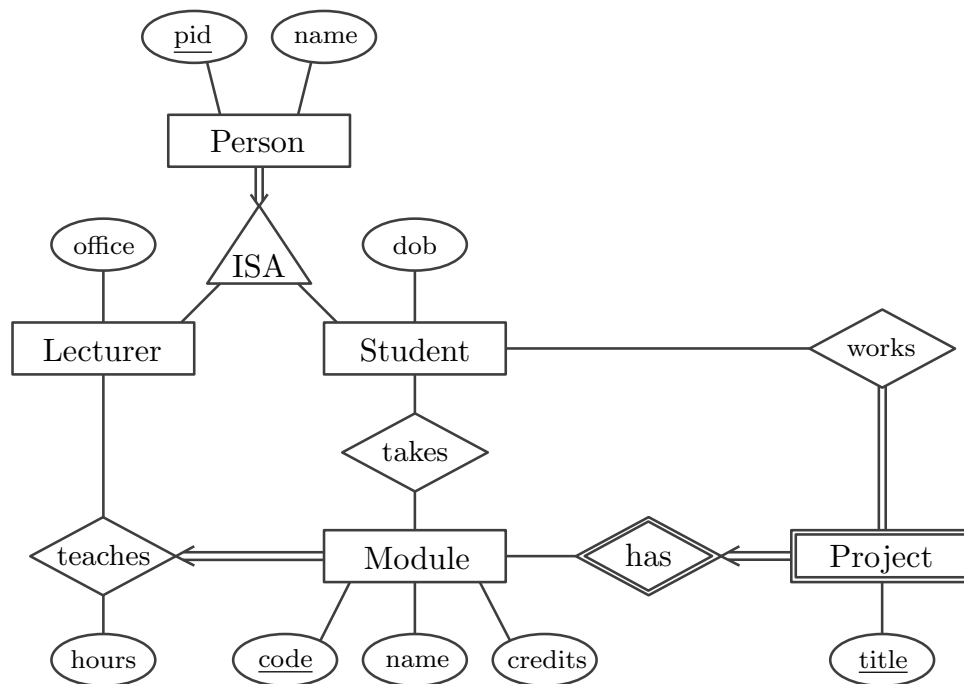 pid
name
Person
office
ISA
dob
Lecturer
Student
works
takes
teaches
Module
has
Project
hours
code
name
credits
title